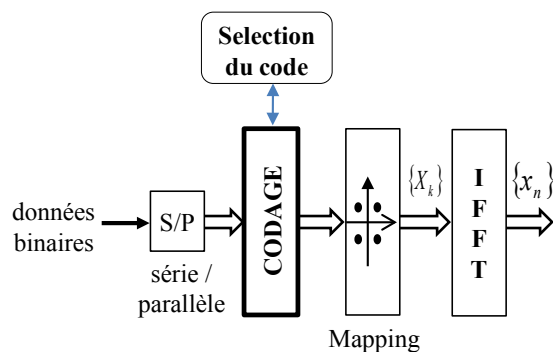 Selection
du code
données
binaires
S/P
série /
parallèle
CODAGE
Mapping
{X_k}
I
F
F
T
{x_n}